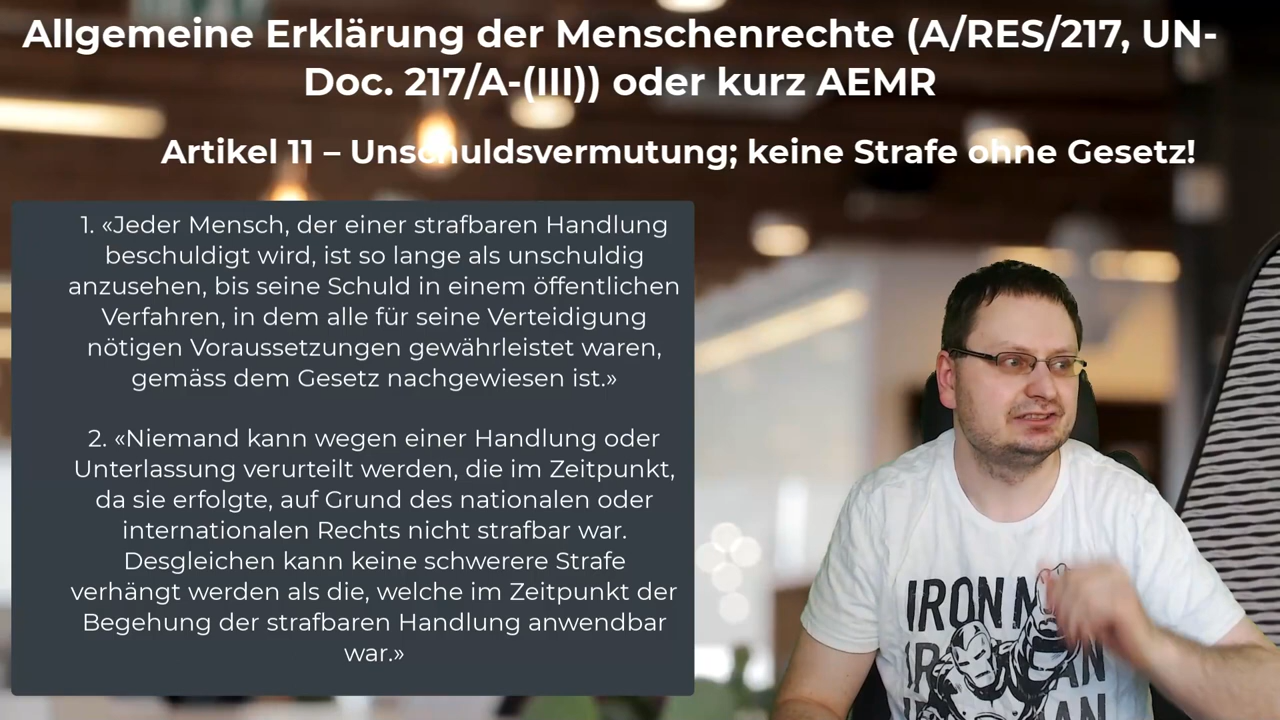 Allgemeine Erklärung der Menschenrechte (A/RES/217, UN-
Doc. 217/A-(III)) oder kurz AEMR
Artikel 11 – Unschuldsvermutung; keine Strafe ohne Gesetz!
1. «Jeder Mensch, der einer strafbaren Handlung
beschuldigt wird, ist so lange als unschuldig
anzusehen, bis seine Schuld in einem öffentlichen
Verfahren, in dem alle für seine Verteidigung
nötigen Voraussetzungen gewährleistet waren,
gemäss dem Gesetz nachgewiesen ist.»
2. «Niemand kann wegen einer Handlung oder
Unterlassung verurteilt werden, die im Zeitpunkt,
da sie erfolgte, auf Grund des nationalen oder
internationalen Rechts nicht strafbar war.
Desgleichen kann keine schwerere Strafe
verhängt werden als die, welche im Zeitpunkt der
Begehung der strafbaren Handlung anwendbar
war.»
IRON